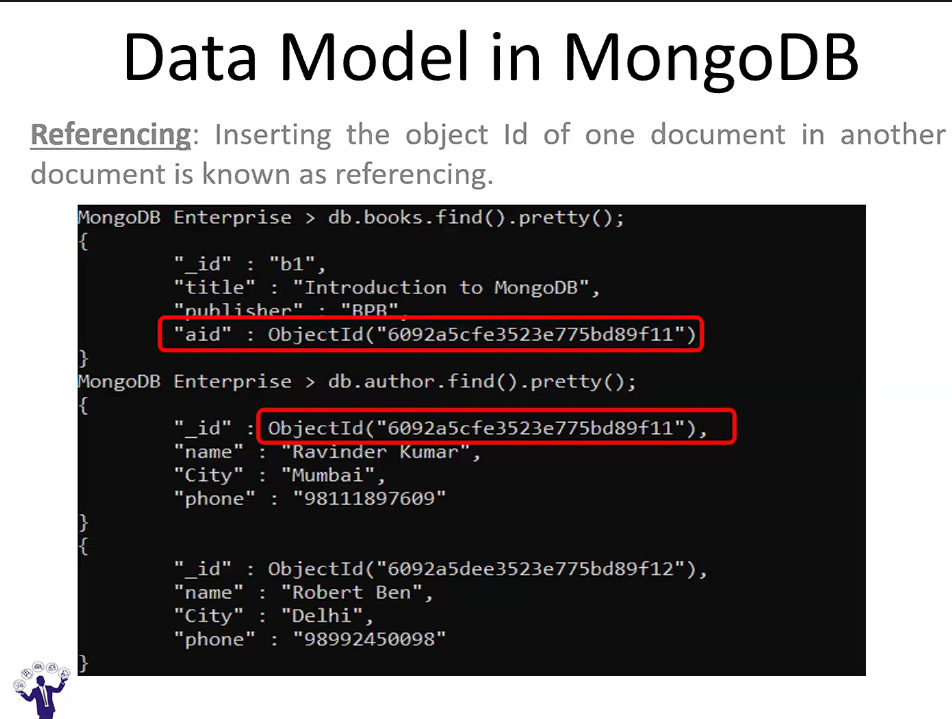 Data Model in MongoDB
Referencing: Inserting the object Id of one document in another
document is known as referencing.
MongoDB Enterprise > db.books.find().pretty();
{
"_id" : "b1",
"title" : "Introduction to MongoDB",
"publisher" : "BPB",
"aid" : ObjectId("6092a5cfe3523e775bd89f11")
}
MongoDB Enterprise > db.author.find().pretty();
{
"_id" : ObjectId("6092a5cfe3523e775bd89f11"),
"name" : "Ravinder Kumar",
"City" : "Mumbai",
"phone" : "98111897609"
}
{
"_id" : ObjectId("6092a5dee3523e775bd89f12"),
"name" : "Robert Ben",
"City" : "Delhi",
"phone" : "98992450098"
}